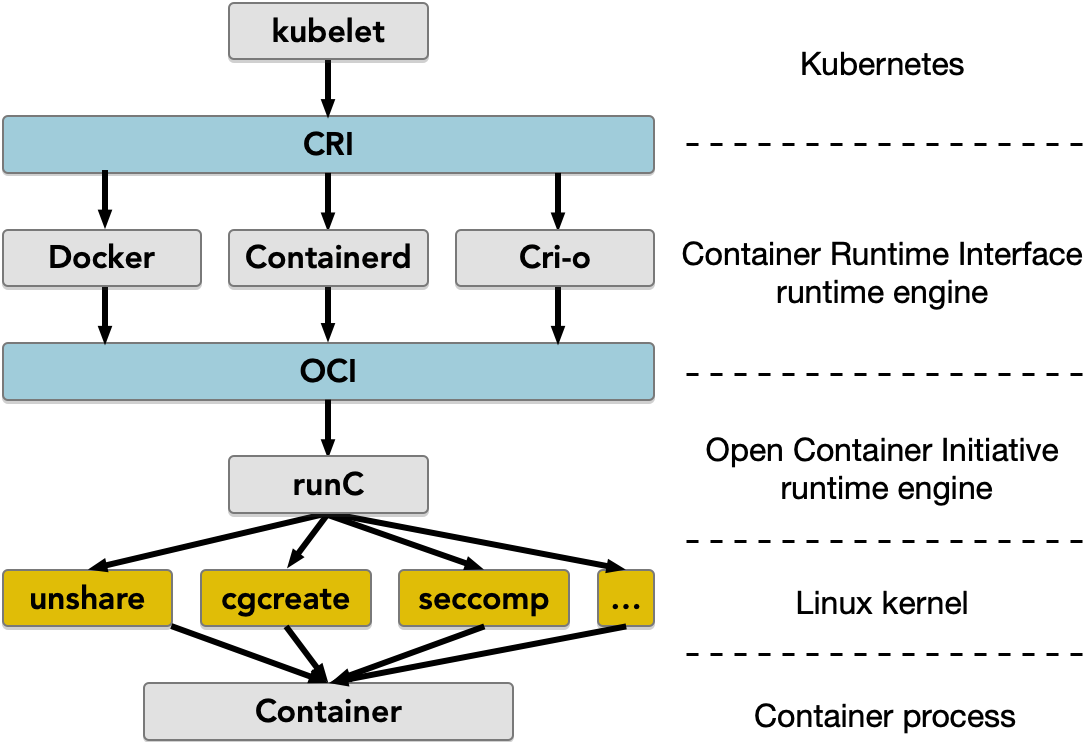 kubelet
Kubernetes
CRI
Docker
Containerd
Cri-o
Container Runtime Interface
runtime engine
OCI
Open Container Initiative
runtime engine
runC
unshare
cgcreate
seccomp
...
Linux kernel
Container
Container process